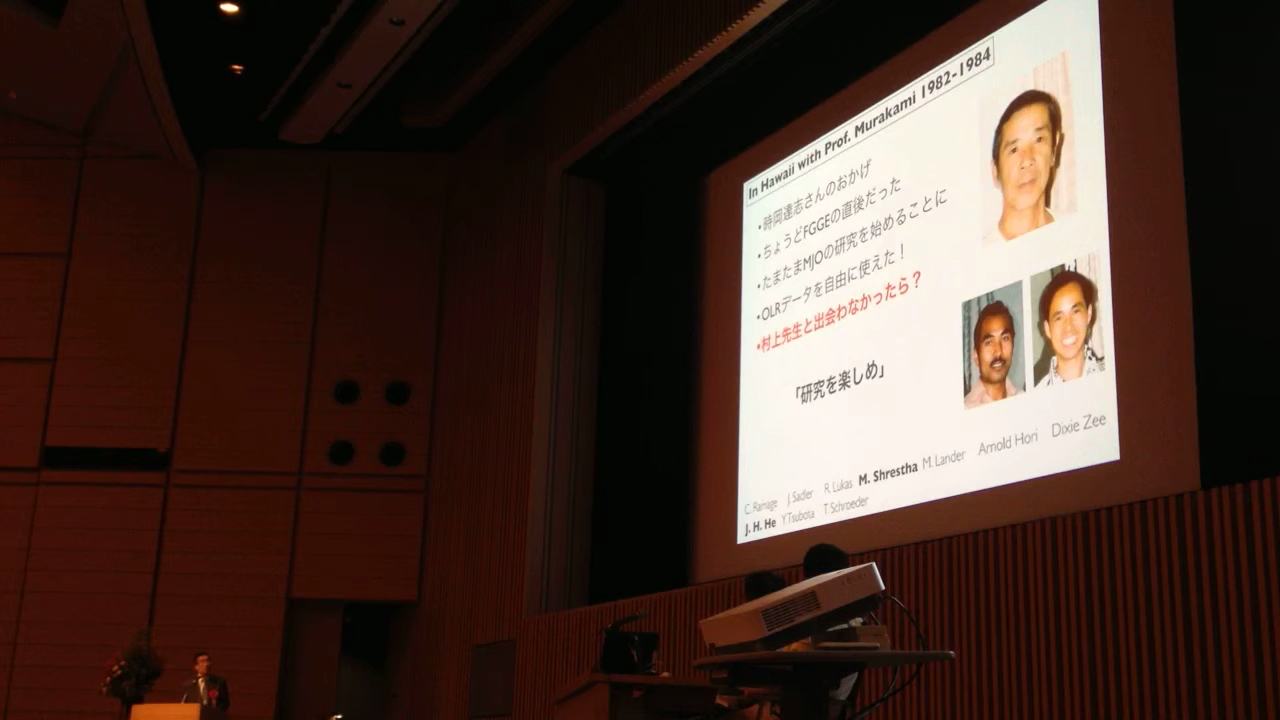 In Hawaii with Prof. Murakami 1982-1984
•時岡達志さんのおかげ
•ちょうどFGGEの直後だった
•たまたまMJOの研究を始めることに
•OLRデータを自由に使えた！
•村上先生と出会わなかったら？
「研究を楽しめ」
C. Ramage J. Sadler R. Lukas M. Shrestha M. Lander Arnold Hori Dixie Zee
J. H. He Y. Tsubota T. Schroeder